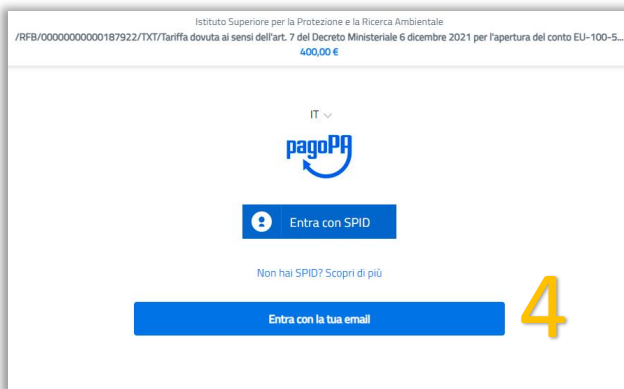 Istituto Superiore per la Protezione e la Ricerca Ambientale
/RFB/00000000000187922/TXT/Tariffa dovuta ai sensi dell'art. 7 del Decreto Ministeriale 6 dicembre 2021 per l'apertura del conto EU-100-5...
400,00 €
IT
pagoPA
Entra con SPID
Non hai SPID? Scopri di più
Entra con la tua email
4